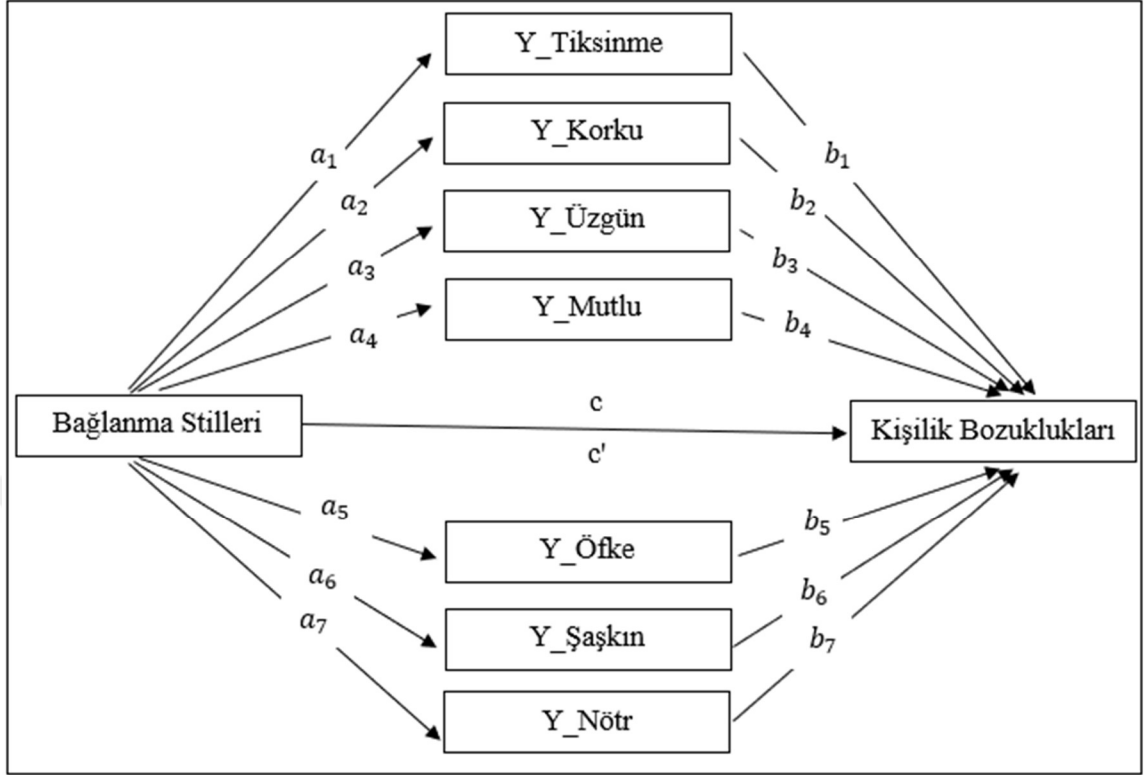 Y_Tiksinme
a₁
b₁
Y_Korku
a₂
b₂
Y_Üzgün
a₃
b₃
Y_Mutlu
a₄
b₄
Bağlanma Stilleri
c
c'
Kişilik Bozuklukları
a₅
Y_Öfke
b₅
a₆
Y_Şaşkın
b₆
a₇
Y_Nötr
b₇